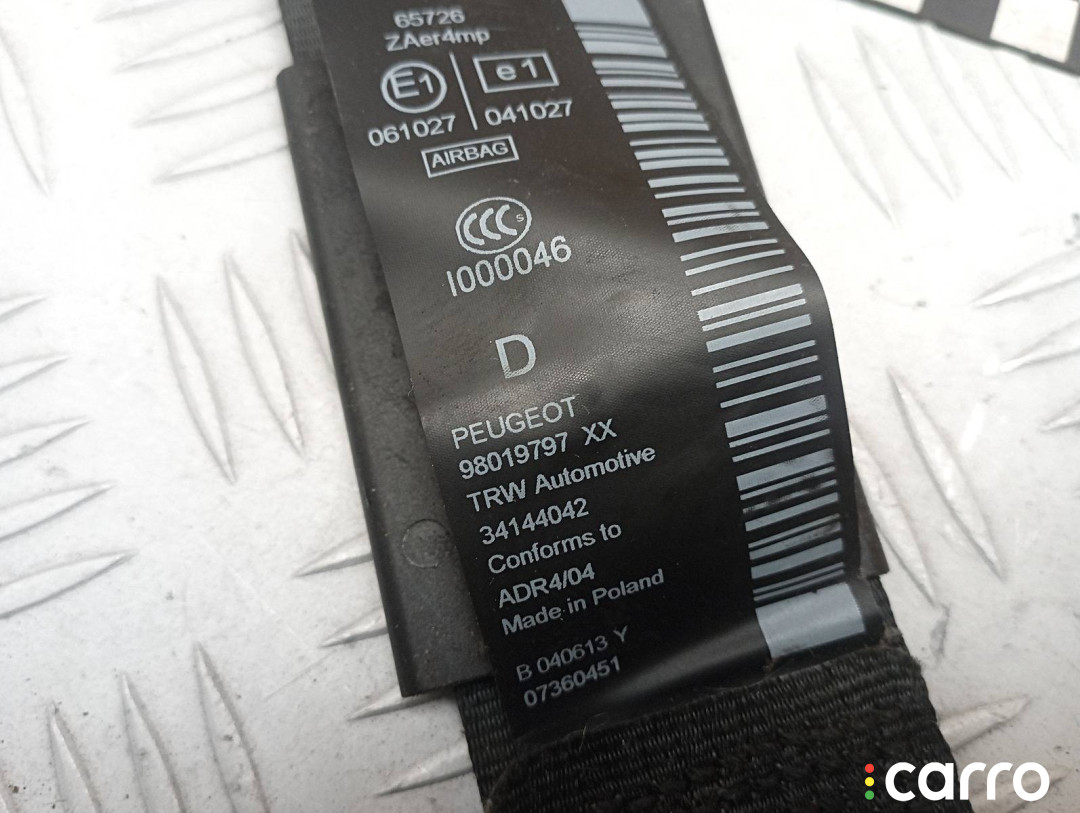 65726
ZAer4mp
E1 e1
061027 041027
AIRBAG
CCC S
I000046
D
PEUGEOT
98019797 XX
TRW Automotive
34144042
Conforms to
ADR4/04
Made in Poland
B 040613 Y
07360451
carro